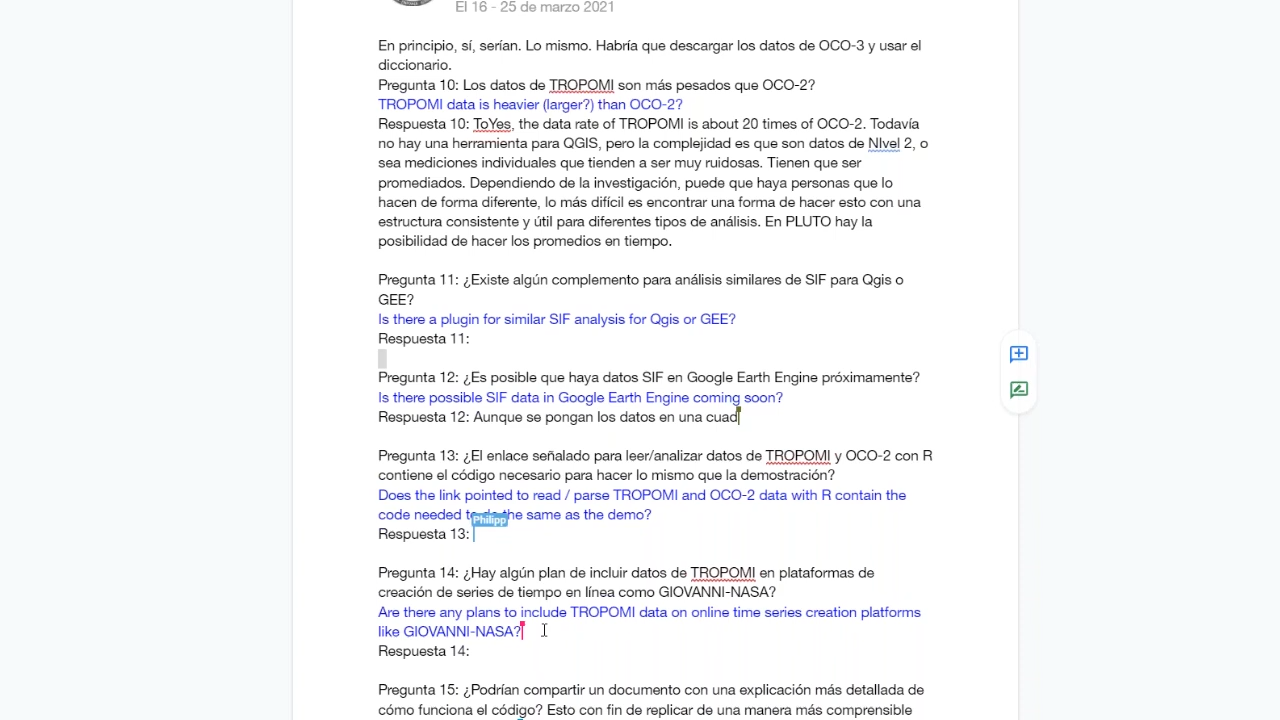 El 16 - 25 de marzo 2021
En principio, sí, serían. Lo mismo. Habría que descargar los datos de OCO-3 y usar el
diccionario.
Pregunta 10: Los datos de TROPOMI son más pesados que OCO-2?
TROPOMI data is heavier (larger?) than OCO-2?
Respuesta 10: ToYes, the data rate of TROPOMI is about 20 times of OCO-2. Todavía
no hay una herramienta para QGIS, pero la complejidad es que son datos de NIvel 2, o
sea mediciones individuales que tienden a ser muy ruidosas. Tienen que ser
promediados. Dependiendo de la investigación, puede que haya personas que lo
hacen de forma diferente, lo más difícil es encontrar una forma de hacer esto con una
estructura consistente y útil para diferentes tipos de análisis. En PLUTO hay la
posibilidad de hacer los promedios en tiempo.
Pregunta 11: ¿Existe algún complemento para análisis similares de SIF para Qgis o
GEE?
Is there a plugin for similar SIF analysis for Qgis or GEE?
Respuesta 11:
Pregunta 12: ¿Es posible que haya datos SIF en Google Earth Engine próximamente?
Is there possible SIF data in Google Earth Engine coming soon?
Respuesta 12: Aunque se pongan los datos en una cuad
Pregunta 13: ¿El enlace señalado para leer/analizar datos de TROPOMI y OCO-2 con R
contiene el código necesario para hacer lo mismo que la demostración?
Does the link pointed to read / parse TROPOMI and OCO-2 data with R contain the
code needed to do the same as the demo?
Philipp
Respuesta 13:
Pregunta 14: ¿Hay algún plan de incluir datos de TROPOMI en plataformas de
creación de series de tiempo en línea como GIOVANNI-NASA?
Are there any plans to include TROPOMI data on online time series creation platforms
like GIOVANNI-NASA?
Respuesta 14:
Pregunta 15: ¿Podrían compartir un documento con una explicación más detallada de
cómo funciona el código? Esto con fin de replicar de una manera más comprensible